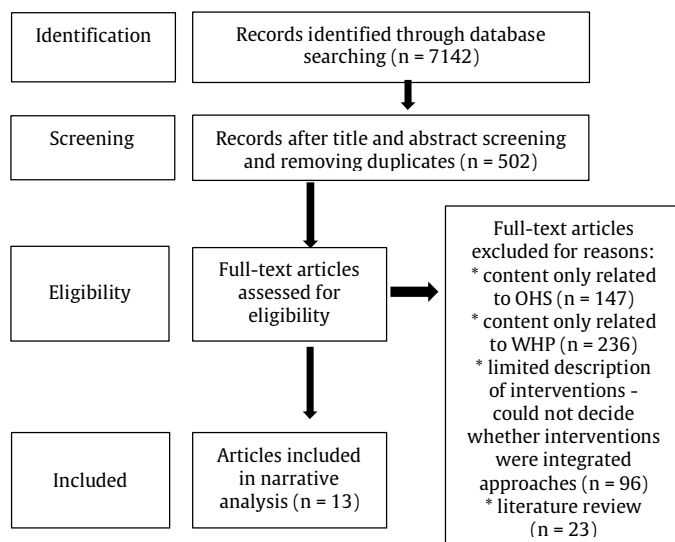 Identification
Records identified through database
searching (n = 7142)
Screening
Records after title and abstract screening
and removing duplicates (n = 502)
Eligibility
Full-text articles
assessed for
eligibility
Full-text articles
excluded for reasons:
* content only related
to OHS (n = 147)
* content only related
to WHP (n = 236)
* limited description
of interventions -
could not decide
whether interventions
were integrated
approaches (n = 96)
* literature review
(n = 23)
Included
Articles included
in narrative
analysis (n = 13)